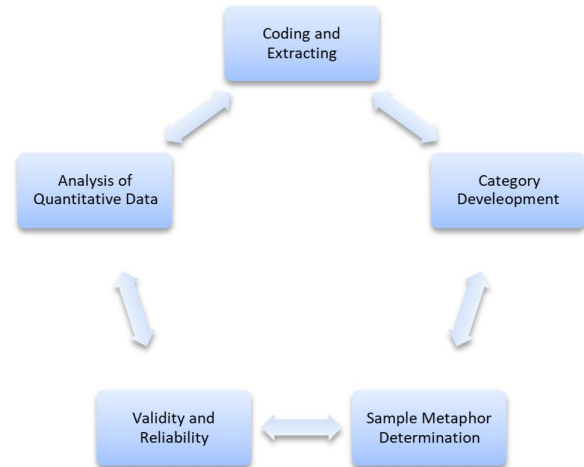 Coding and
Extracting
Analysis of
Quantitative Data
Category
Develeopment
Validity and
Reliability
Sample Metaphor
Determination